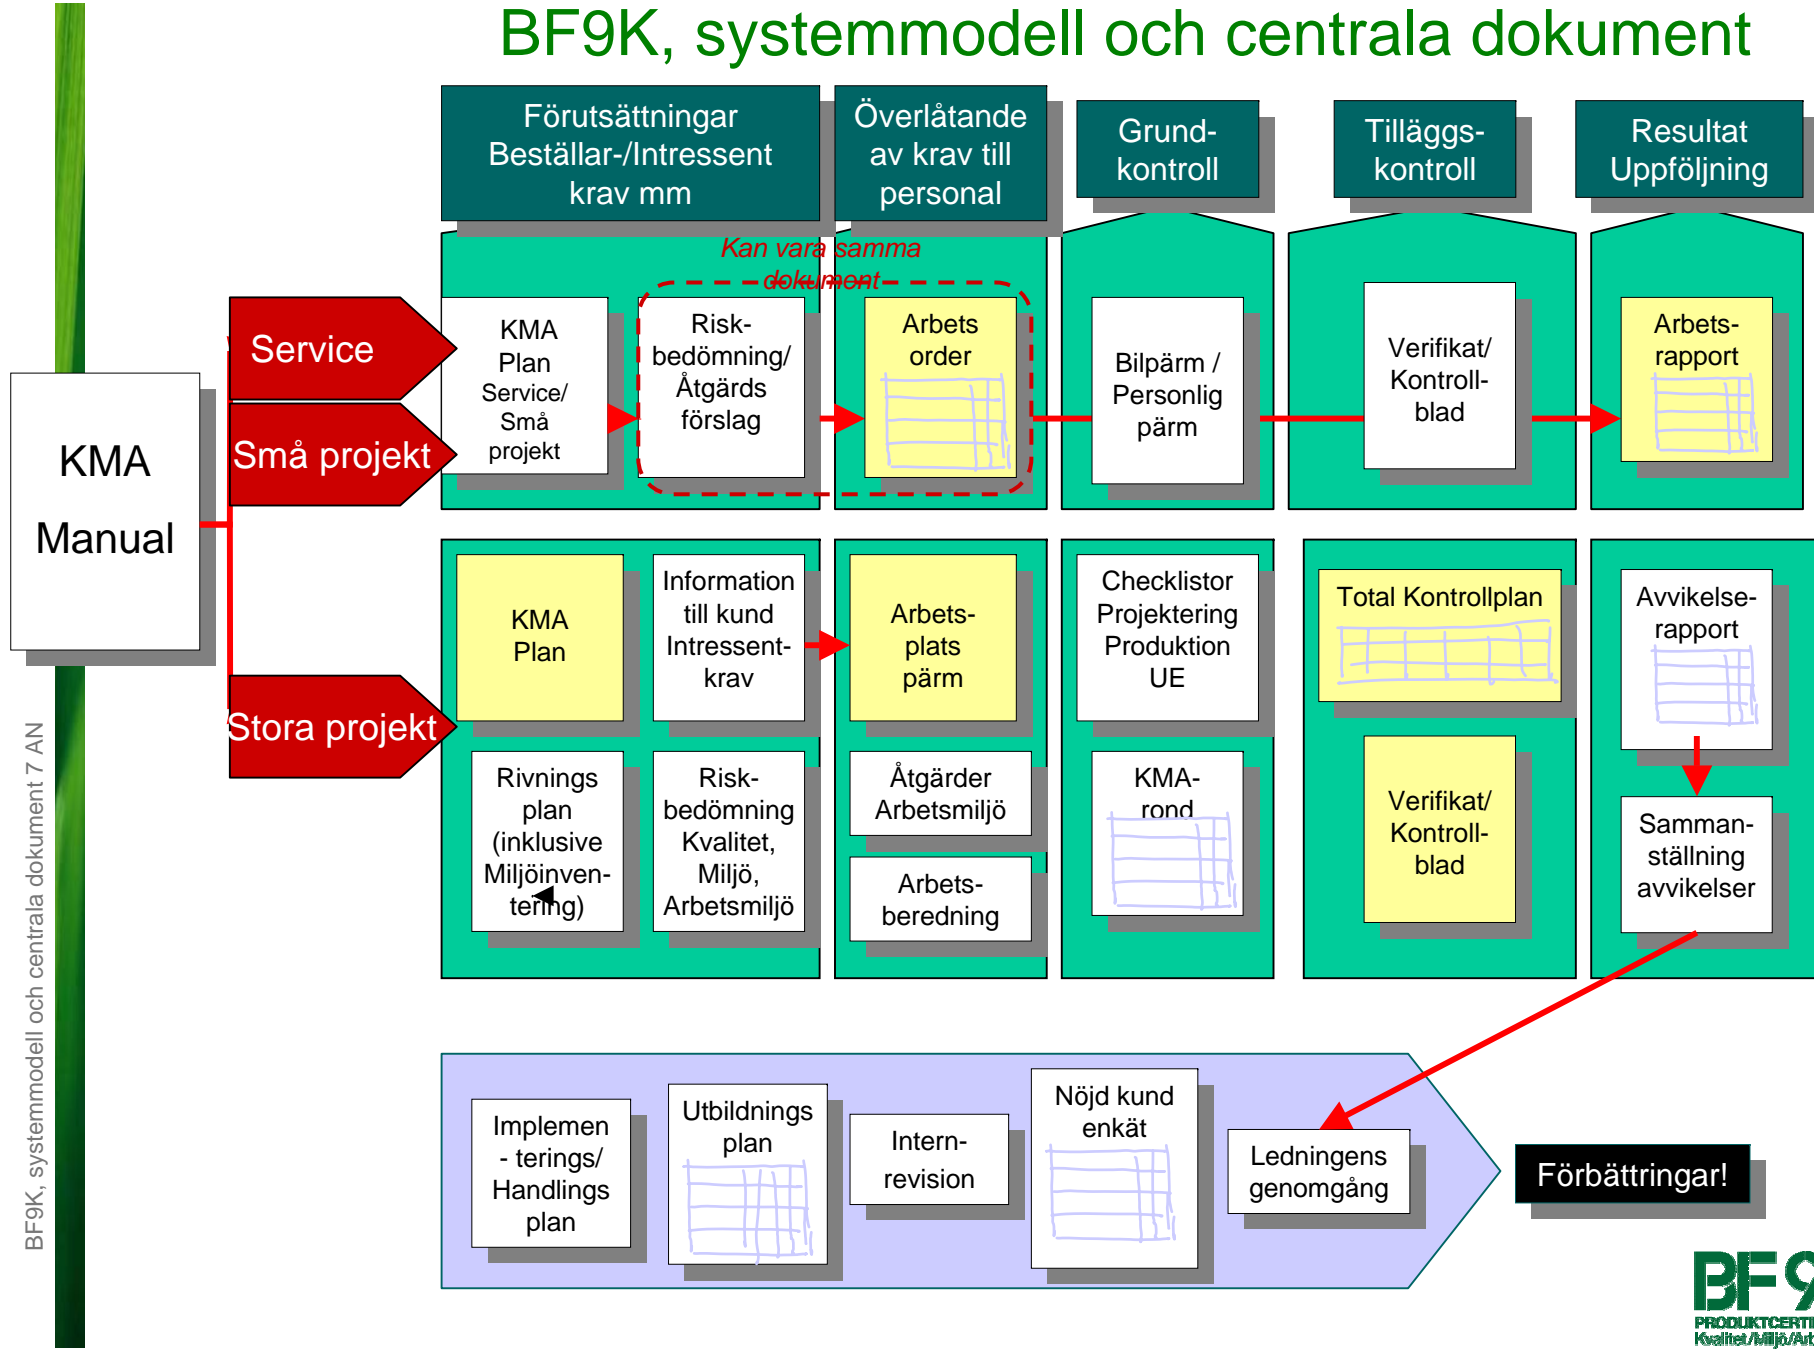 BF9K, systemmodell och centrala dokument
Förutsättningar
Beställar-/Intressent
krav mm
Överlåtande
av krav till
personal
Grund-
kontroll
Tilläggs-
kontroll
Resultat
Uppföljning
Kan vara samma
dokument
Service
Små projekt
KMA
Plan
Service/
Små
projekt
Risk-
bedömning/
Åtgärds
förslag
Arbets
order
Bilpärm /
Personlig
pärm
Verifikat/
Kontroll-
blad
Arbets-
rapport
KMA
Manual
Stora projekt
KMA
Plan
Information
till kund
Intressent-
krav
Arbets-
plats
pärm
Checklistor
Projektering
Produktion
UE
Total Kontrollplan
Avvikelse-
rapport
Rivnings
plan
(inklusive
Miljöinven-
tering)
Risk-
bedömning
Kvalitet,
Miljö,
Arbetsmiljö
Åtgärder
Arbetsmiljö
Arbets-
beredning
KMA-
rond
Verifikat/
Kontroll-
blad
Samman-
ställning
avvikelser
Implemen
- terings/
Handlings
plan
Utbildnings
plan
Intern-
revision
Nöjd kund
enkät
Ledningens
genomgång
Förbättringar!
BF9K, systemmodell och centrala dokument 7 AN
BF9
PRODUKTCERTI
Kvalitet/Miljö/Arb